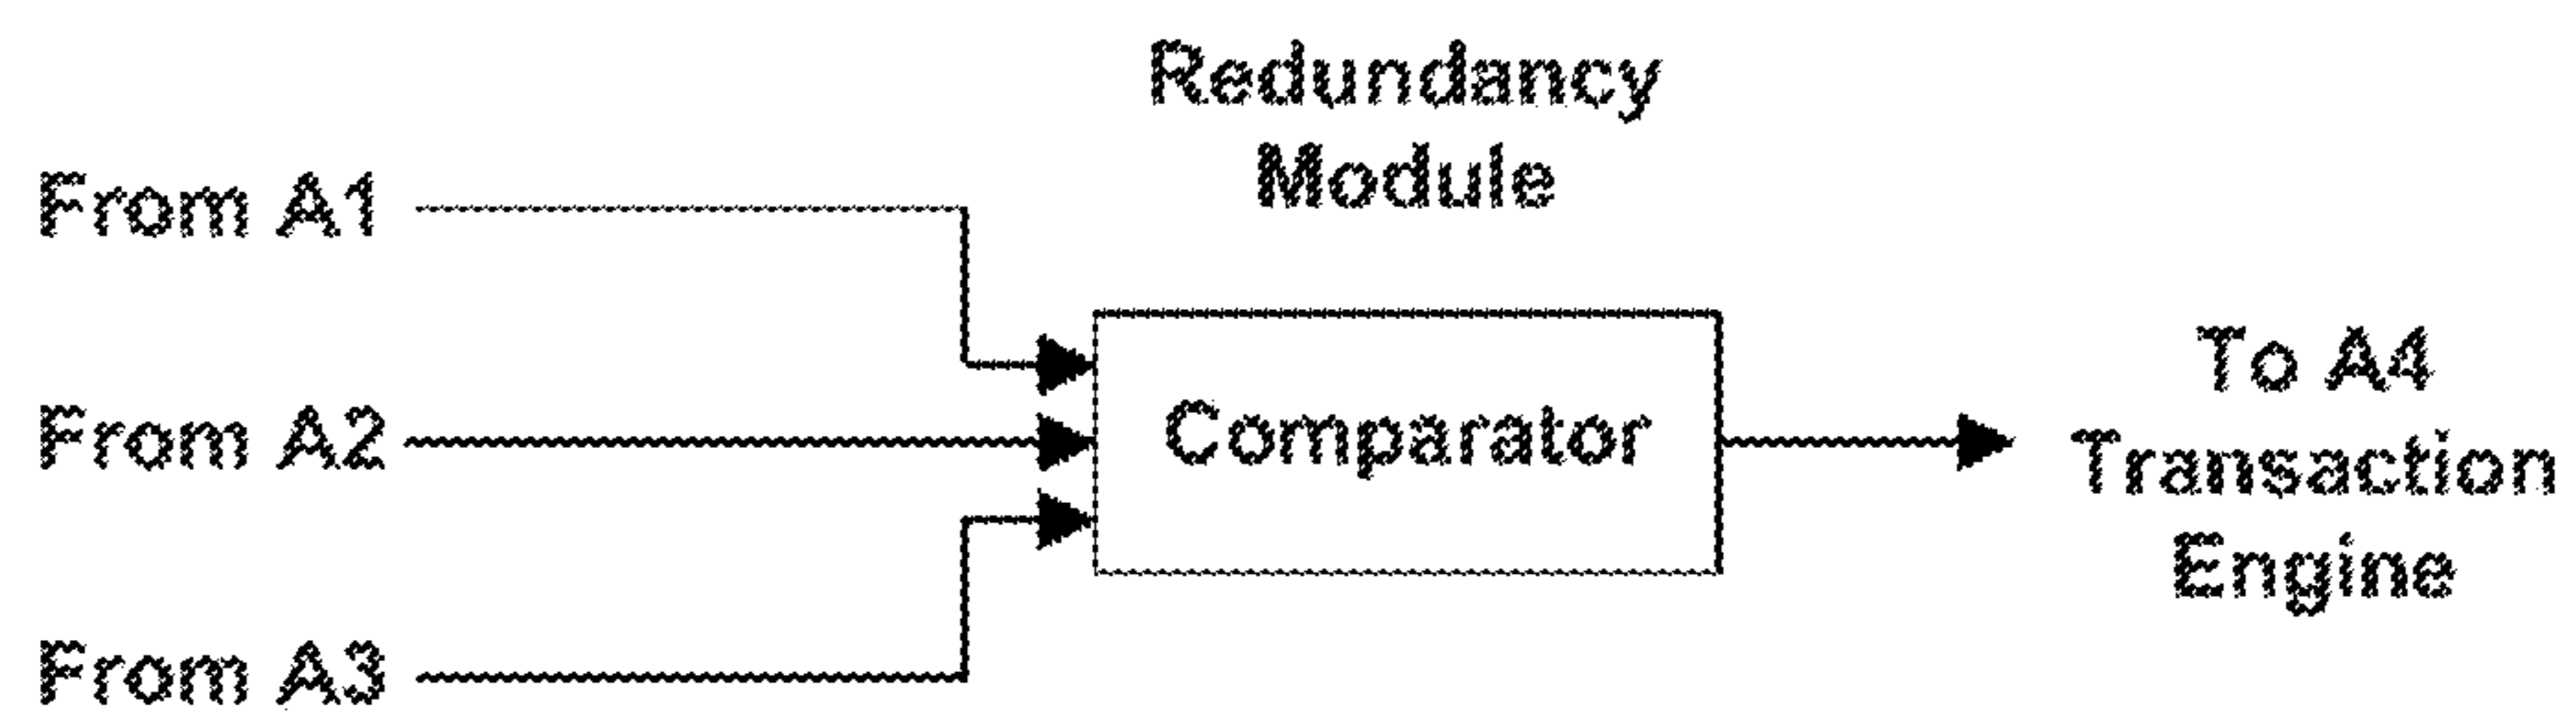 Redundancy
Module
From A1
From A2
From A3
Comparator
To A4
Transaction
Engine